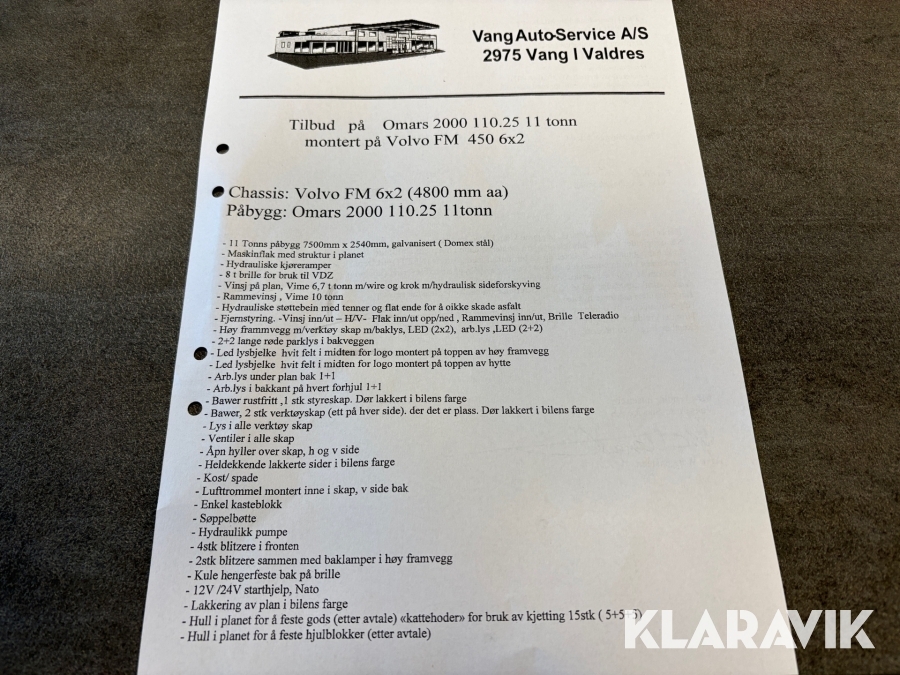 Vang Auto-Service A/S
2975 Vang I Valdres
Tilbud på Omars 2000 110.25 11 tonn
montert på Volvo FM 450 6x2
Chassis: Volvo FM 6x2 (4800 mm aa)
Påbygg: Omars 2000 110.25 11tonn
- 11 Tonns påbygg 7500mm x 2540mm, galvanisert ( Domex stål)
- Maskinflak med struktur i planet
- Hydrauliske kjøreramper
- 8 t brille for bruk til VDZ
- Vinsj på plan, Vime 6,7 t tonn m/wire og krok m/hydraulisk sideforskyving
- Rammevinsj , Vime 10 tonn
- Hydrauliske støttebein med tenner og flat ende for å oikke skade asfalt
- Fjernstyring. -Vinsj inn/ut – H/V- Flak inn/ut opp/ned , Rammevinsj inn/ut, Brille Teleradio
- Høy frammvegg m/verktøy skap m/baklys, LED (2x2), arb.lys ,LED (2+2)
- 2+2 lange røde parklys i bakveggen
- Led lysbjelke hvit felt i midten for logo montert på toppen av høy framvegg
- Led lysbjelke hvit felt i midten for logo montert på toppen av hytte
- Arb.lys under plan bak 1+1
- Arb.lys i bakkant på hvert forhjul 1+1
- Bawer rustfritt ,1 stk styreskap. Dør lakkert i bilens farge
- Bawer, 2 stk verktøyskap (ett på hver side). der det er plass. Dør lakkert i bilens farge
- Lys i alle verktøy skap
- Ventiler i alle skap
- Åpn hyller over skap, h og v side
- Heldekkende lakkerte sider i bilens farge
- Kost/ spade
- Lufttrommel montert inne i skap, v side bak
- Enkel kasteblokk
- Søppelbøtte
- Hydraulikk pumpe
- 4stk blitzere i fronten
- 2stk blitzere sammen med baklamper i høy framvegg
- Kule hengerfeste bak på brille
- 12V /24V starthjelp, Nato
- Lakkering av plan i bilens farge
- Hull i planet for å feste gods (etter avtale) «kattehoder» for bruk av kjetting 15stk ( 5+5+5)
- Hull i planet for å feste hjulblokker (etter avtale)
KLARAVIK